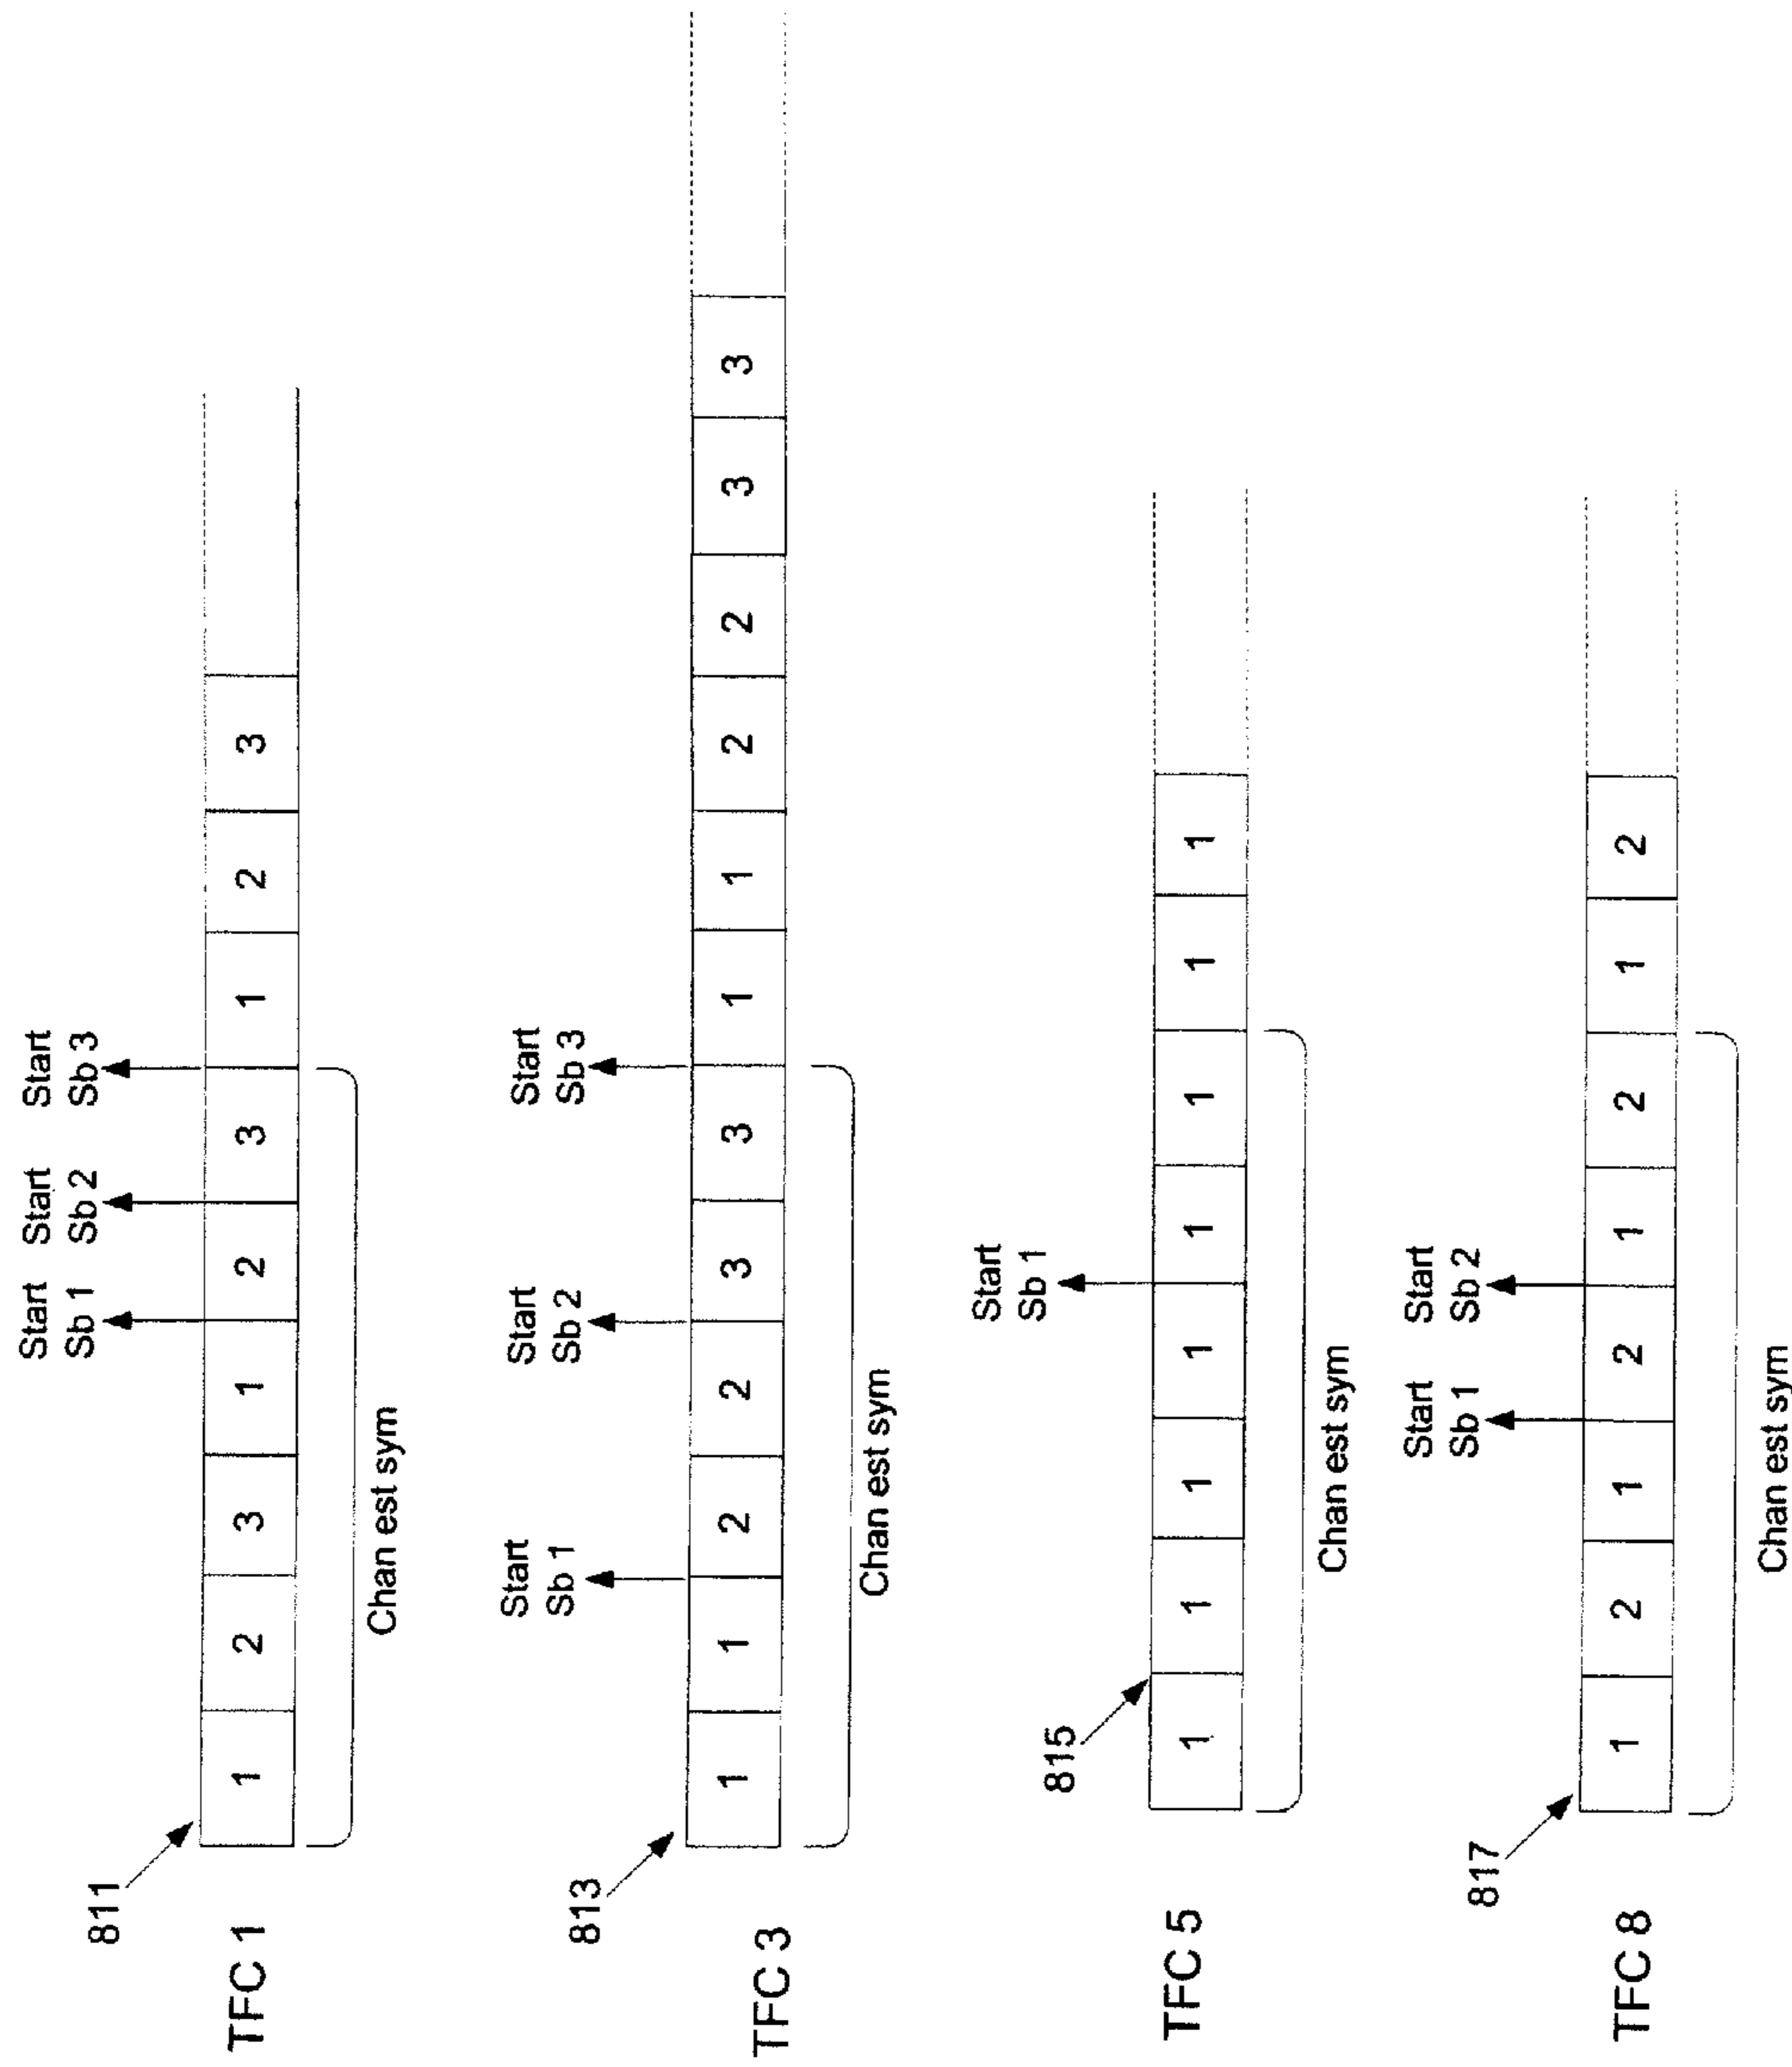 Start Start Start
Sb 1 Sb 2 Sb 3
811
TFC 1
1 2 3 1 2 3 1 2 3
Chan est sym
Start Start Start
Sb 1 Sb 2 Sb 3
813
TFC 3
1 1 2 2 3 3 1 1 2 2 3 3
Chan est sym
Start
Sb 1
815
TFC 5
1 1 1 1 1 1 1 1
Chan est sym
Start Start
Sb 1 Sb 2
817
TFC 8
1 2 1 2 1 2 1 2
Chan est sym